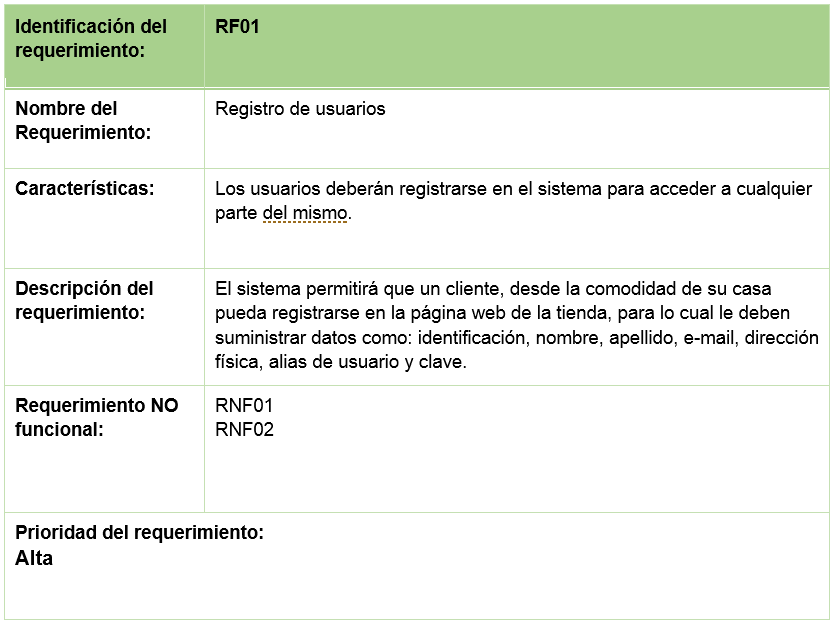 Identificación del
requerimiento:
RF01
Nombre del
Requerimiento:
Registro de usuarios
Características:
Los usuarios deberán registrarse en el sistema para acceder a cualquier
parte del mismo.
Descripción del
requerimiento:
El sistema permitirá que un cliente, desde la comodidad de su casa
pueda registrarse en la página web de la tienda, para lo cual le deben
suministrar datos como: identificación, nombre, apellido, e-mail, dirección
física, alias de usuario y clave.
Requerimiento NO
funcional:
RNF01
RNF02
Prioridad del requerimiento:
Alta